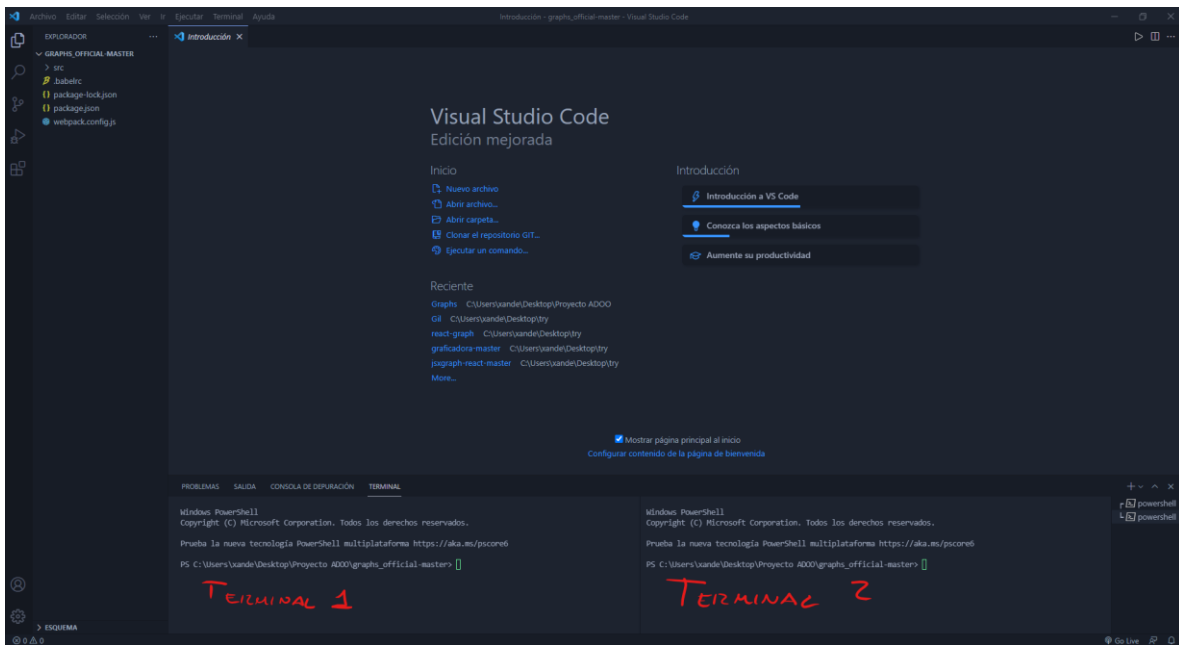 Archivo Editar Selección Ver Ir Ejecutar Terminal Ayuda
Introducción - graphs_official-master - Visual Studio Code
EXPLORADOR
Introducción
GRAPHS_OFFICIAL-MASTER
src
.babelrc
package-lock.json
package.json
webpack.config.js
Visual Studio Code
Edición mejorada
Inicio
Nuevo archivo
Abrir archivo...
Abrir carpeta...
Clonar el repositorio GIT...
Ejecutar un comando...
Introducción
Introducción a VS Code
Conozca los aspectos básicos
Aumente su productividad
Reciente
Graphs C:\Users\xande\Desktop\Proyecto ADOO
Gil C:\Users\xande\Desktop\try
react-graph C:\Users\xande\Desktop\try
graficadora-master C:\Users\xande\Desktop\try
jsxgraph-react-master C:\Users\xande\Desktop\try
More...
Mostrar página principal al inicio
Configurar contenido de la página de bienvenida
PROBLEMAS SALIDA CONSOLA DE DEPURACIÓN TERMINAL
Windows PowerShell
Copyright (C) Microsoft Corporation. Todos los derechos reservados.
Prueba la nueva tecnología PowerShell multiplataforma https://aka.ms/pscore6
PS C:\Users\xande\Desktop\Proyecto ADOO\graphs_official-master>
TERMINAL 1
Windows PowerShell
Copyright (C) Microsoft Corporation. Todos los derechos reservados.
Prueba la nueva tecnología PowerShell multiplataforma https://aka.ms/pscore6
PS C:\Users\xande\Desktop\Proyecto ADOO\graphs_official-master>
TERMINAL 2
powershell
powershell
ESQUEMA
0 0
Go Live